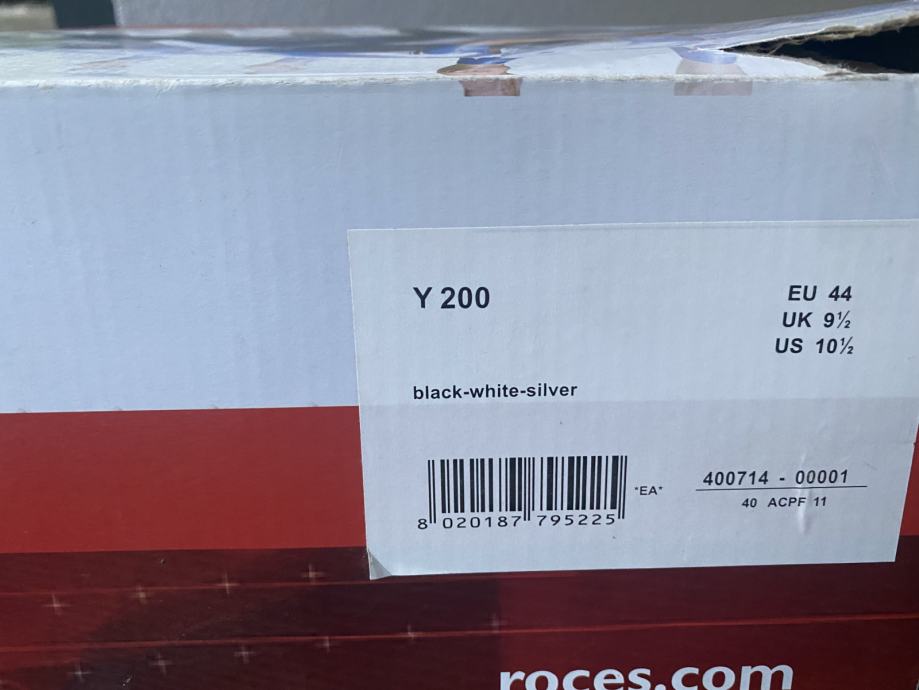 Y 200
EU 44
UK 9½
US 10½
black-white-silver
8 020187 795225
*EA*
400714 - 00001
40 ACPF 11
roces.com